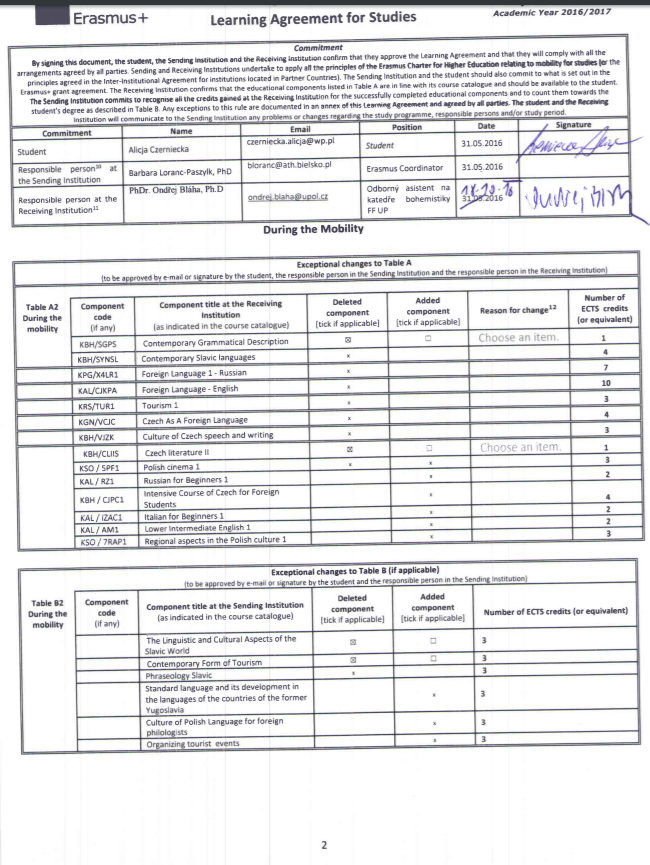 Erasmus+
Learning Agreement for Studies
Academic Year 2016/2017
Commitment
By signing this document, the student, the Sending Institution and the Receiving Institution confirm that they approve the Learning Agreement and that they will comply with all the
arrangements agreed by all parties. Sending and Receiving Institutions undertake to apply all the principles of the Erasmus Charter for Higher Education relating to mobility for studies (or the
principles agreed in the Inter-Institutional Agreement for institutions located in Partner Countries). The Sending Institution and the student should also commit to what is set out in the
Erasmus+ grant agreement. The Receiving Institution confirms that the educational components listed in Table A are in line with its course catalogue and should be available to the student.
The Sending Institution commits to recognise all the credits gained at the Receiving Institution for the successfully completed educational components and to count them towards the
student's degree as described in Table B. Any exceptions to this rule are documented in an annex of this Learning Agreement and agreed by all parties. The student and the Receiving
Institution will communicate to the Sending Institution any problems or changes regarding the study programme, responsible persons and/or study period.
Commitment Name Email Position Date Signature
Student Alicja Czerniecka czerniecka.alicja@wp.pl Student 31.05.2016
Responsible person¹⁰ at
the Sending Institution Barbara Loranc-Paszylk, PhD bloranc@ath.bielsko.pl Erasmus Coordinator 31.05.2016
Responsible person at the
Receiving Institution¹¹ PhDr. Ondřej Bláha, Ph.D ondrej.blaha@upol.cz Odborný asistent na
katedře bohemistiky
FF UP 31.05.2016
During the Mobility
Exceptional changes to Table A
(to be approved by e-mail or signature by the student, the responsible person in the Sending Institution and the responsible person in the Receiving Institution)
Table A2
During the
mobility
Component
code
(if any)
Component title at the Receiving
Institution
(as indicated in the course catalogue)
Deleted
component
[tick if applicable]
Added
component
[tick if applicable]
Reason for change¹²
Number of
ECTS credits
(or equivalent)
KBH/SGPS Contemporary Grammatical Description ☒ ☐ Choose an item. 1
KBH/SYNSL Contemporary Slavic languages x 4
KPG/X4LR1 Foreign Language 1 - Russian x 7
KAL/CJKPA Foreign Language - English x 10
KRS/TUR1 Tourism 1 x 3
KGN/VCJC Czech As A Foreign Language x 4
KBH/VJZK Culture of Czech speech and writing x 3
KBH/CLIIS Czech literature II ☒ ☐ Choose an item. 1
KSO / SPF1 Polish cinema 1 x x 3
KAL / RZ1 Russian for Beginners 1 x 2
KBH / CJPC1 Intensive Course of Czech for Foreign
Students x 4
KAL / IZAC1 Italian for Beginners 1 x 2
KAL / AM1 Lower Intermediate English 1 x 2
KSO / 7RAP1 Regional aspects in the Polish culture 1 x 3
Exceptional changes to Table B (if applicable)
(to be approved by e-mail or signature by the student and the responsible person in the Sending Institution)
Table B2
During the
mobility
Component
code
(if any)
Component title at the Sending Institution
(as indicated in the course catalogue)
Deleted
component
[tick if applicable]
Added
component
[tick if applicable]
Number of ECTS credits (or equivalent)
The Linguistic and Cultural Aspects of the
Slavic World ☒ ☐ 3
Contemporary Form of Tourism ☒ ☐ 3
Phraseology Slavic x 3
Standard language and its development in
the languages of the countries of the former
Yugoslavia x 3
Culture of Polish Language for foreign
philologists x 3
Organizing tourist events x 3
2